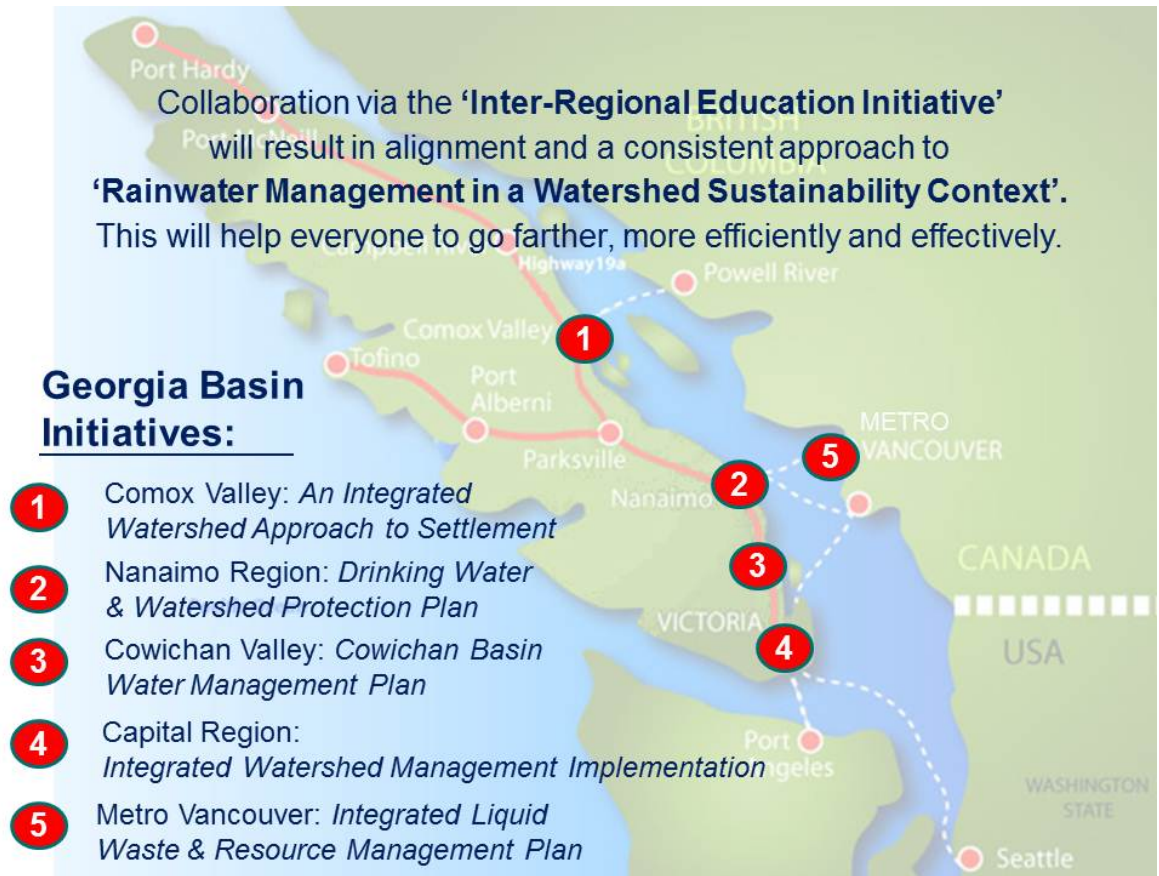 Port Hardy
Collaboration via the ‘Inter-Regional Education Initiative’
BRITISH
Port McNeill
will result in alignment and a consistent approach to
COLUMBIA
‘Rainwater Management in a Watershed Sustainability Context’.
This will help everyone to go farther, more efficiently and effectively.
Campbell River
Highway19a
Powell River
Comox Valley
1
Tofino
Port
Alberni
Georgia Basin
Initiatives:
METRO
VANCOUVER
5
Parksville
Nanaimo
2
3
VICTORIA
4
CANADA
USA
1
Comox Valley: An Integrated
Watershed Approach to Settlement
2
Nanaimo Region: Drinking Water
& Watershed Protection Plan
3
Cowichan Valley: Cowichan Basin
Water Management Plan
4
Capital Region:
Integrated Watershed Management Implementation
5
Metro Vancouver: Integrated Liquid
Waste & Resource Management Plan
Port
Angeles
WASHINGTON
STATE
Seattle